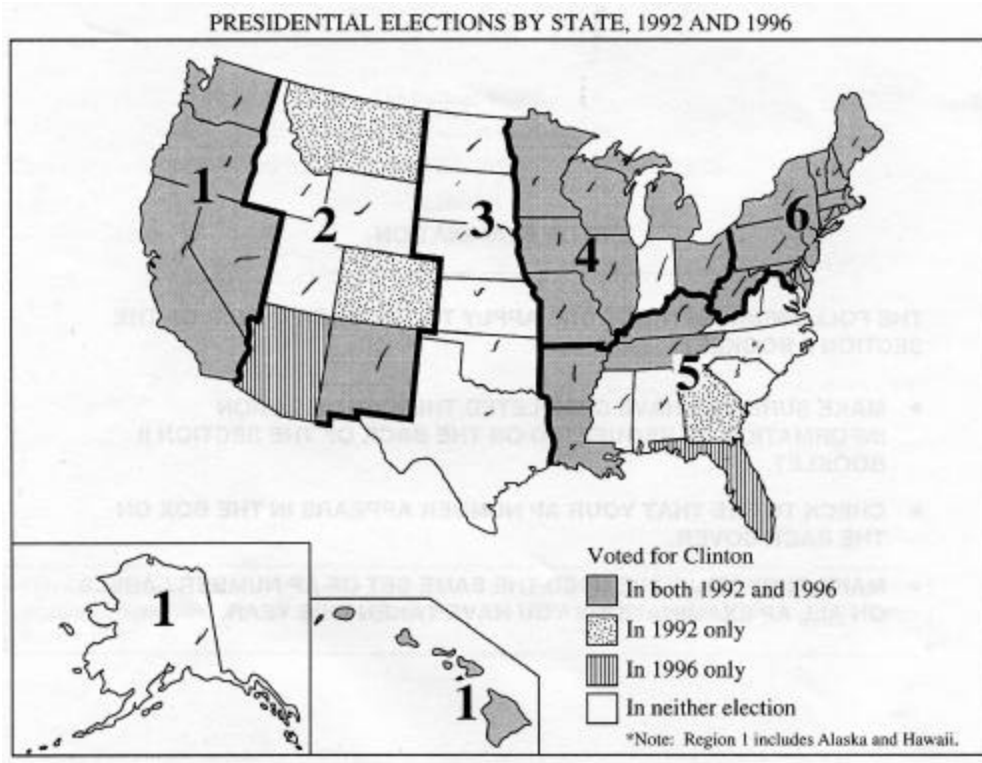 PRESIDENTIAL ELECTIONS BY STATE, 1992 AND 1996
1
2
3
4
5
6
1
1
Voted for Clinton
In both 1992 and 1996
In 1992 only
In 1996 only
In neither election
*Note: Region 1 includes Alaska and Hawaii.